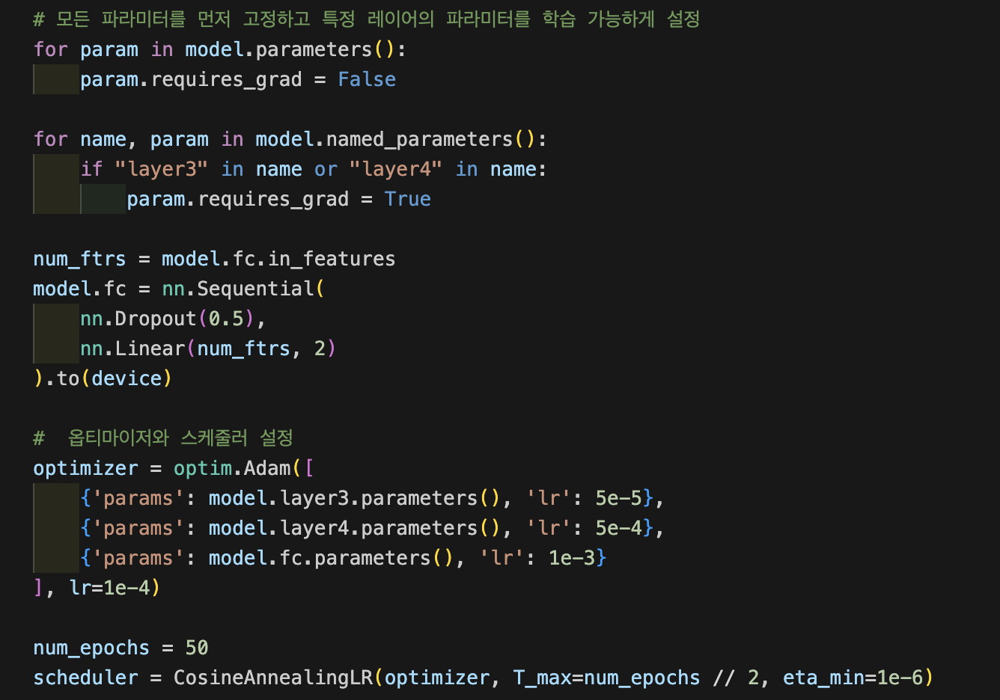 # 모든 파라미터를 먼저 고정하고 특정 레이어의 파라미터를 학습 가능하게 설정
for param in model.parameters():
    param.requires_grad = False

for name, param in model.named_parameters():
    if "layer3" in name or "layer4" in name:
        param.requires_grad = True

num_ftrs = model.fc.in_features
model.fc = nn.Sequential(
    nn.Dropout(0.5),
    nn.Linear(num_ftrs, 2)
).to(device)

#  옵티마이저와 스케줄러 설정
optimizer = optim.Adam([
    {'params': model.layer3.parameters(), 'lr': 5e-5},
    {'params': model.layer4.parameters(), 'lr': 5e-4},
    {'params': model.fc.parameters(), 'lr': 1e-3}
], lr=1e-4)

num_epochs = 50
scheduler = CosineAnnealingLR(optimizer, T_max=num_epochs // 2, eta_min=1e-6)